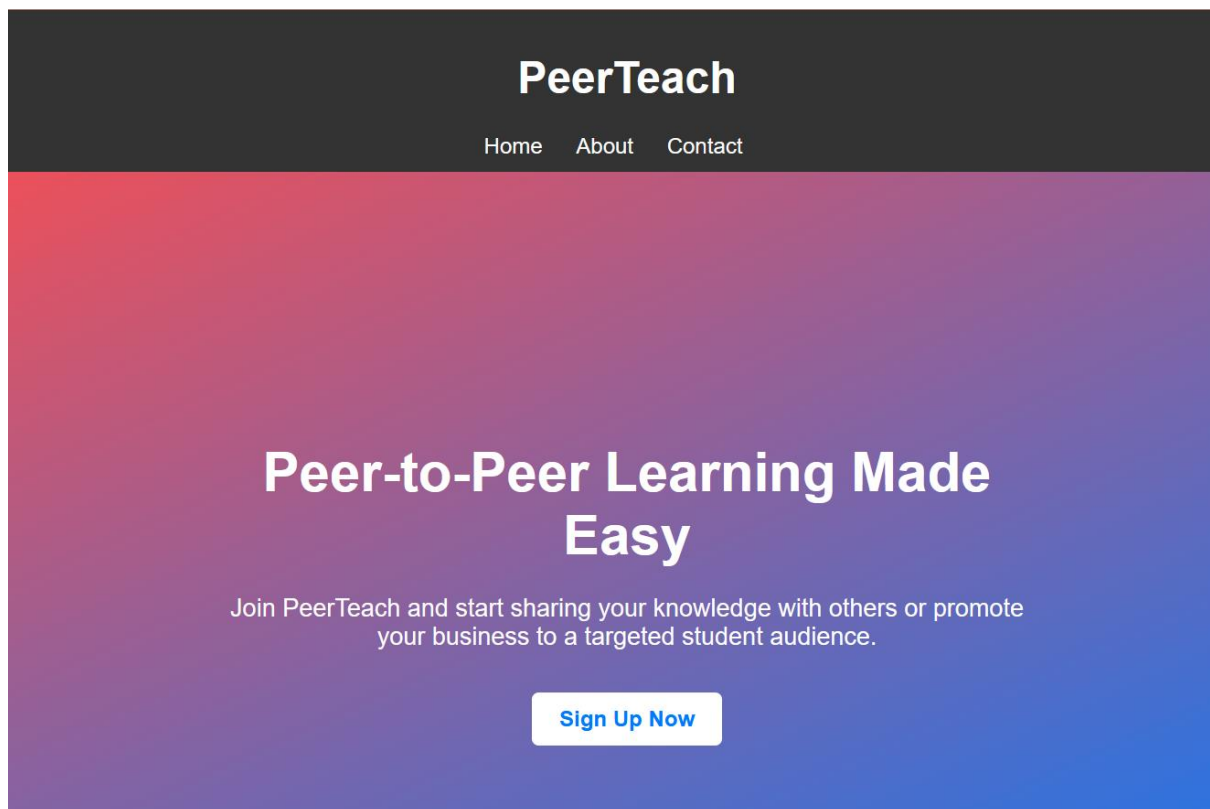 PeerTeach
Home About Contact
Peer-to-Peer Learning Made
Easy
Join PeerTeach and start sharing your knowledge with others or promote
your business to a targeted student audience.
Sign Up Now